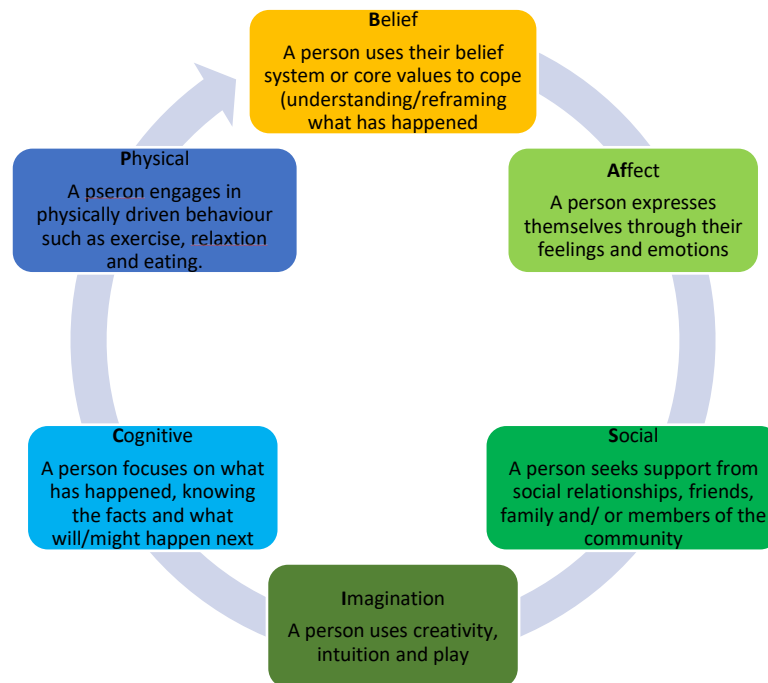 Belief
A person uses their belief
system or core values to cope
(understanding/reframing
what has happened
Affect
A person expresses
themselves through their
feelings and emotions
Social
A person seeks support from
social relationships, friends,
family and/ or members of the
community
Imagination
A person uses creativity,
intuition and play
Cognitive
A person focuses on what
has happened, knowing
the facts and what
will/might happen next
Physical
A pseron engages in
physically driven behaviour
such as exercise, relaxtion
and eating.